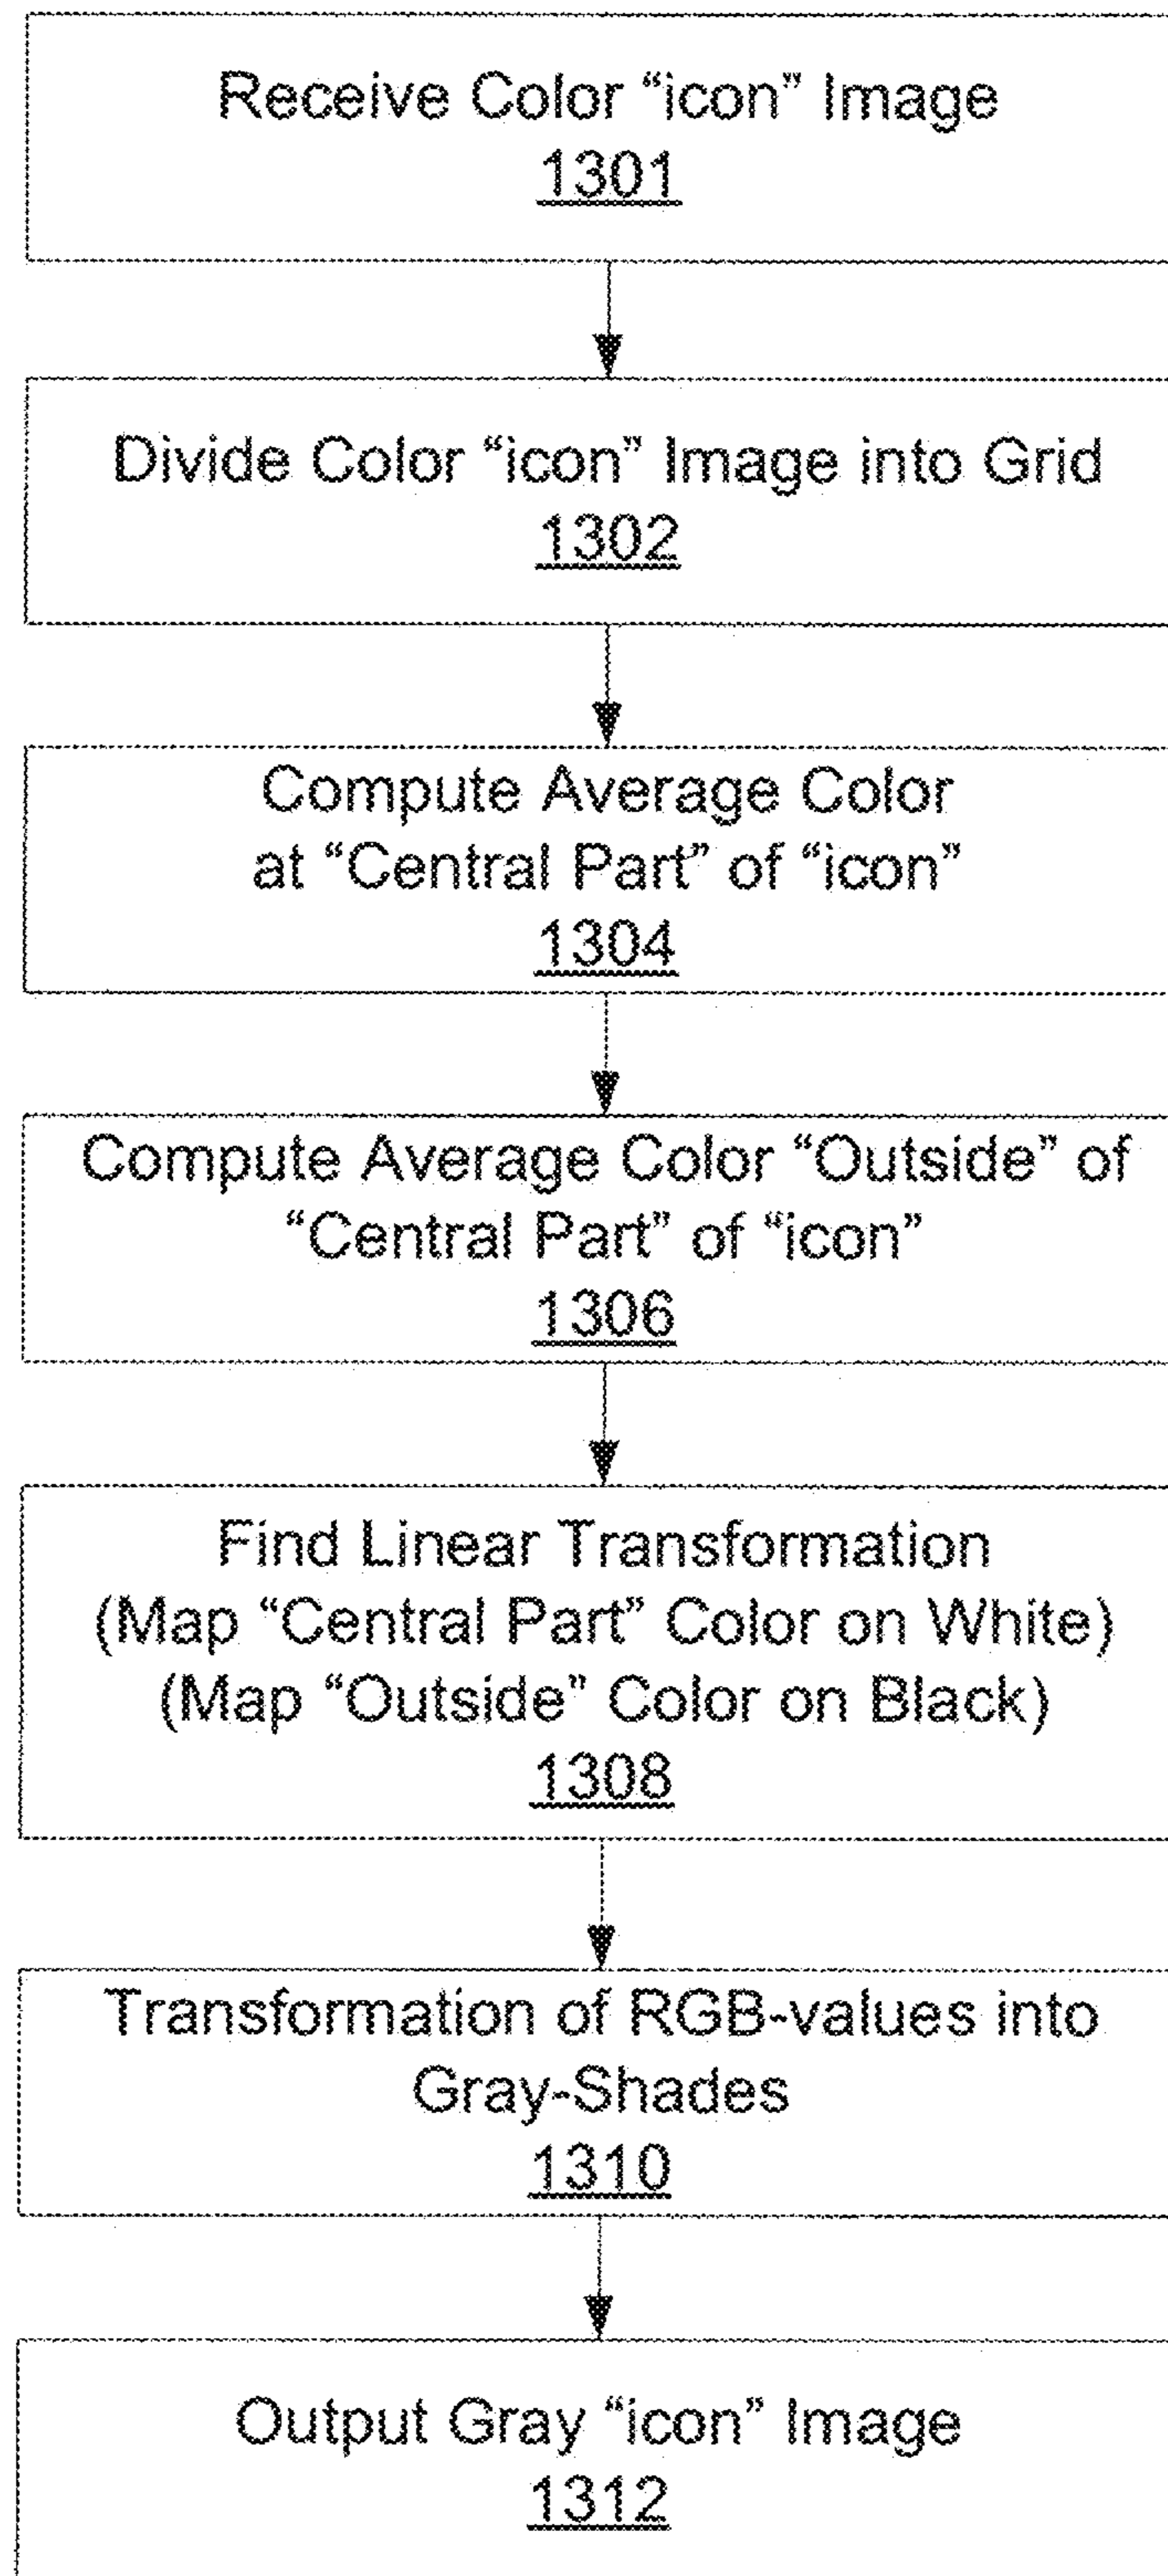 Receive Color “icon” Image
1301
Divide Color “icon” Image into Grid
1302
Compute Average Color
at “Central Part” of “icon”
1304
Compute Average Color “Outside” of
“Central Part” of “icon”
1306
Find Linear Transformation
(Map “Central Part” Color on White)
(Map “Outside” Color on Black)
1308
Transformation of RGB-values into
Gray-Shades
1310
Output Gray “icon” Image
1312